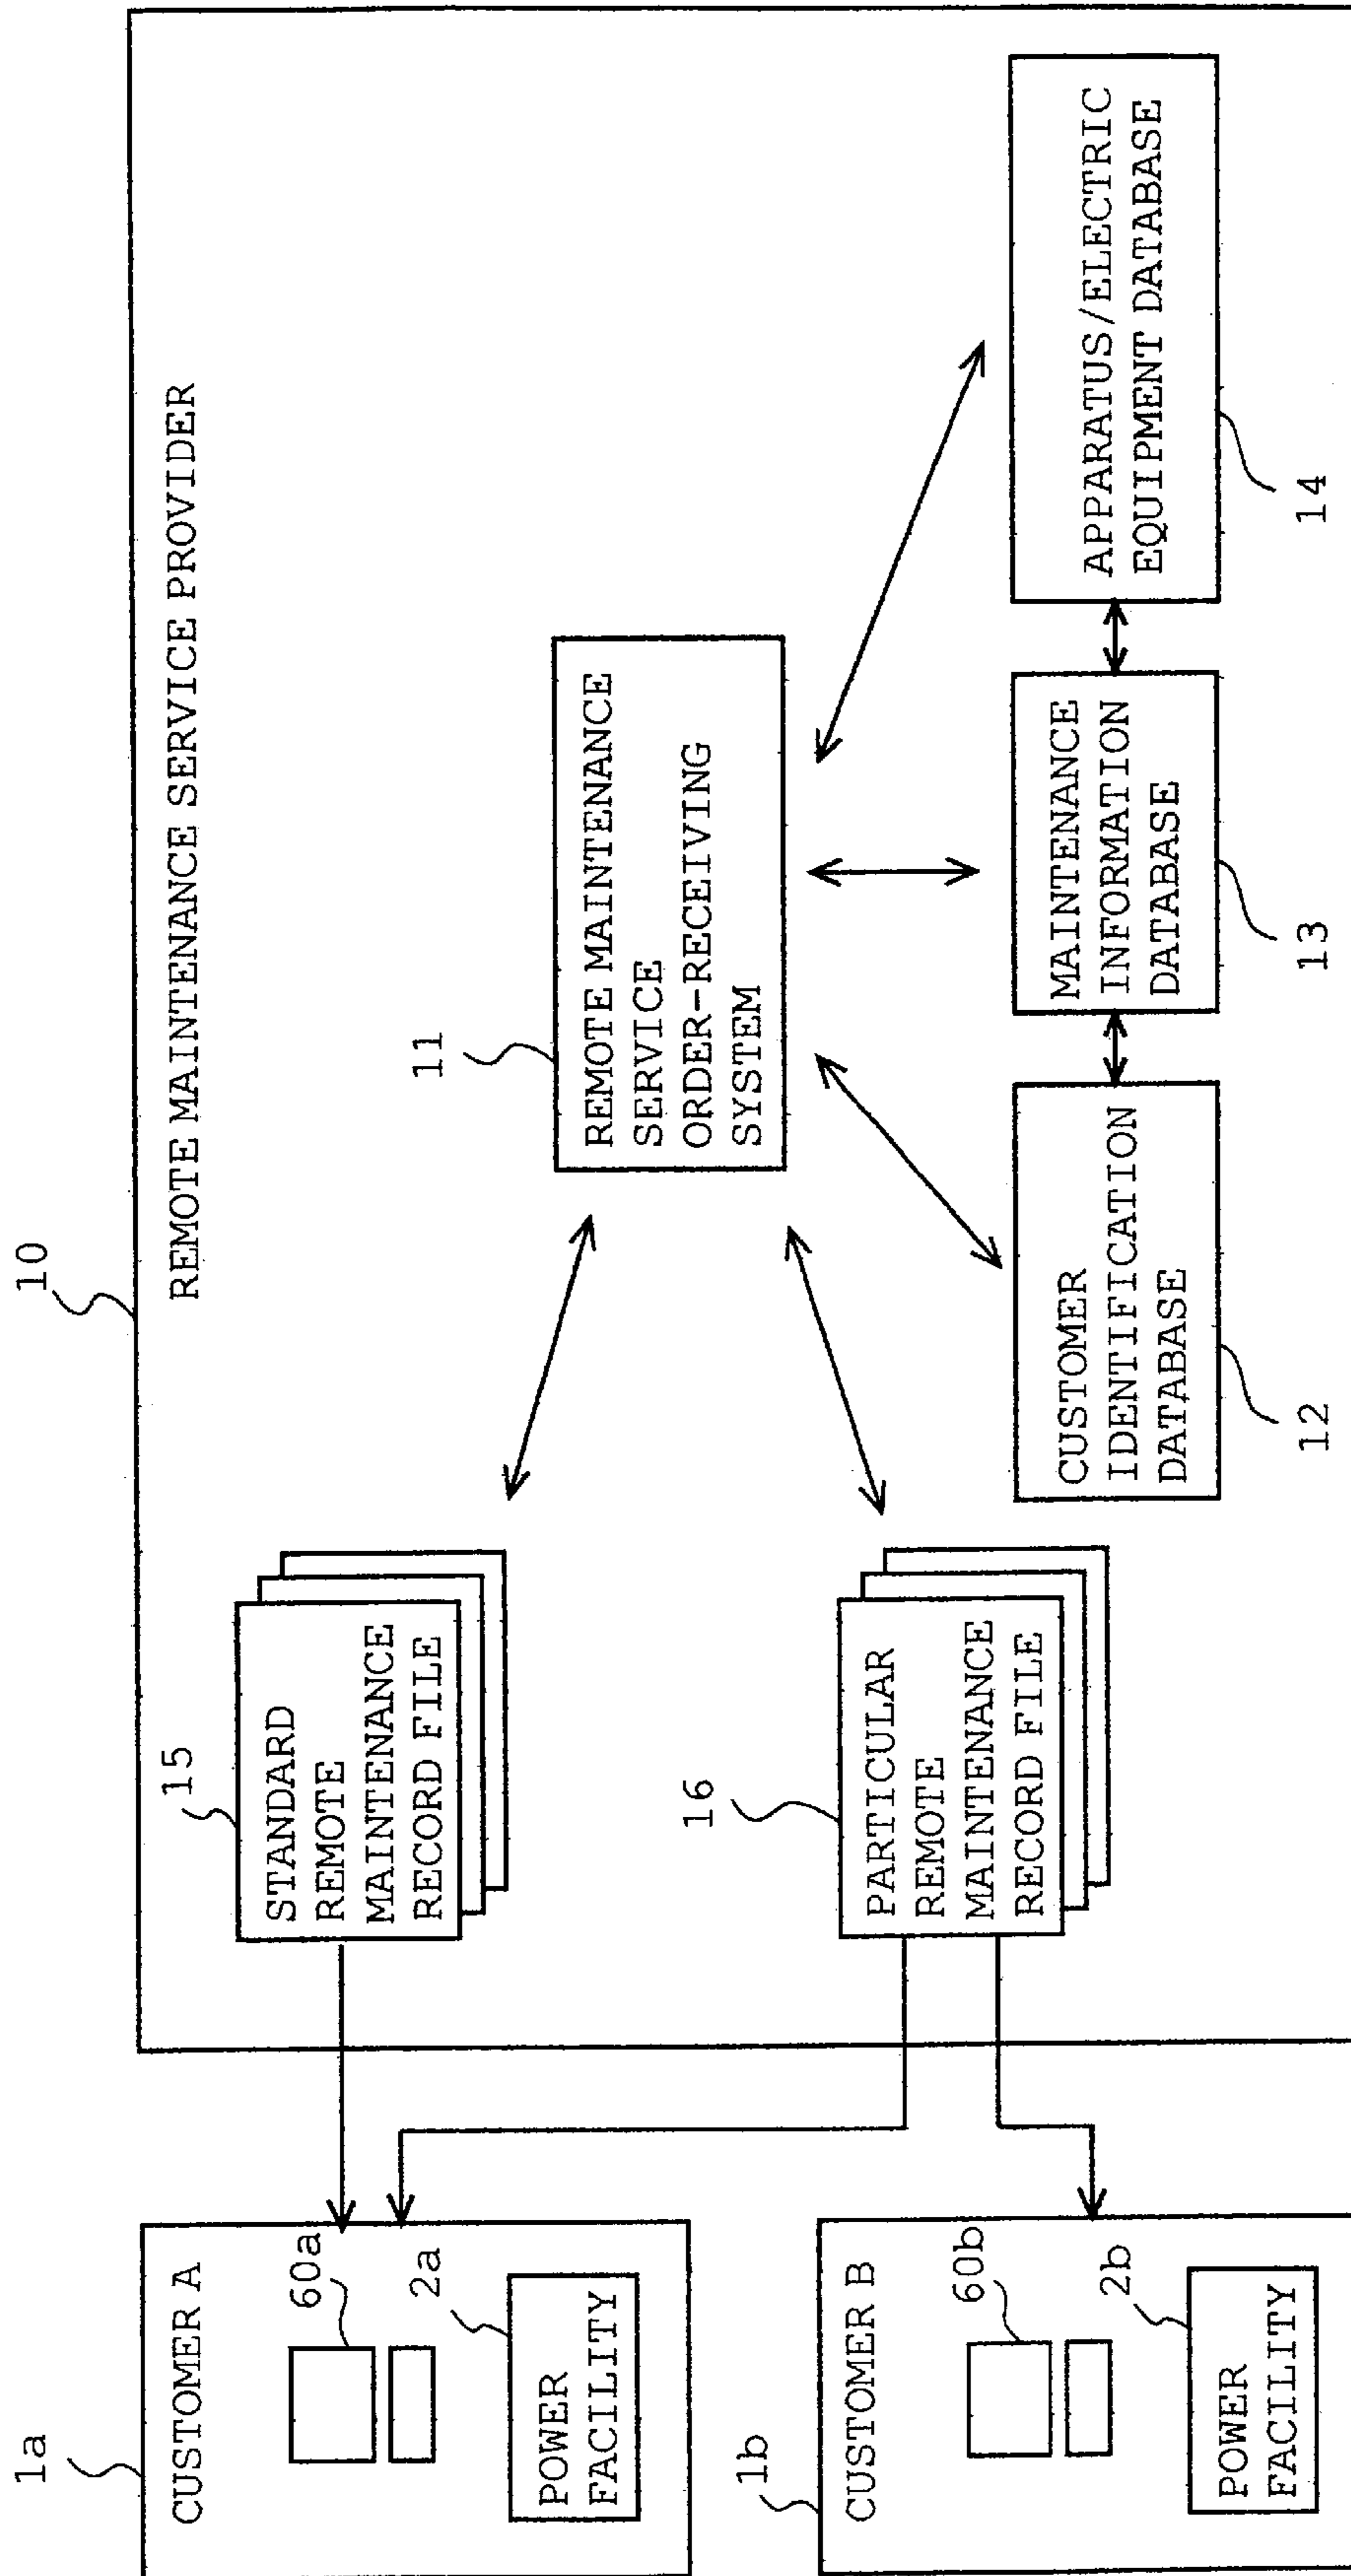 1a
CUSTOMER A
60a
2a
POWER
FACILITY
1b
CUSTOMER B
60b
2b
POWER
FACILITY
10
REMOTE MAINTENANCE SERVICE PROVIDER
15
STANDARD
REMOTE
MAINTENANCE
RECORD FILE
16
PARTICULAR
REMOTE
MAINTENANCE
RECORD FILE
11
REMOTE MAINTENANCE
SERVICE
ORDER-RECEIVING
SYSTEM
CUSTOMER
IDENTIFICATION
DATABASE
12
MAINTENANCE
INFORMATION
DATABASE
13
APPARATUS/ELECTRIC
EQUIPMENT DATABASE
14